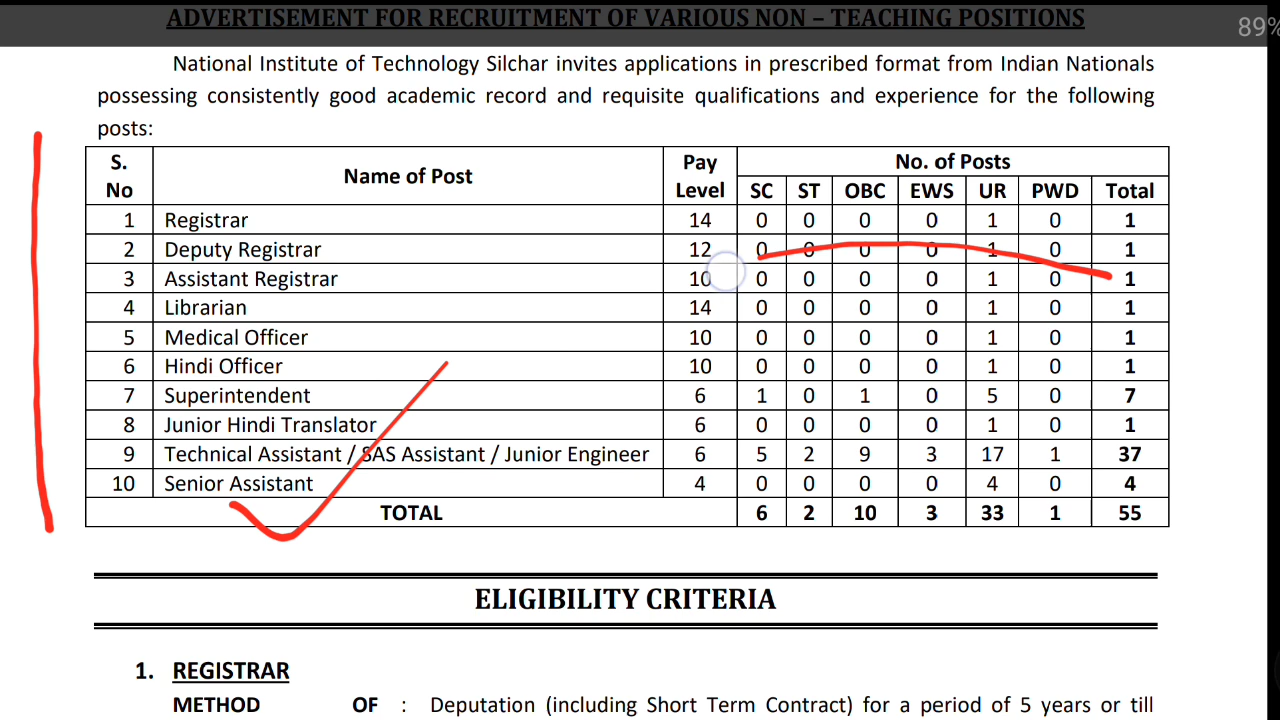 ADVERTISEMENT FOR RECRUITMENT OF VARIOUS NON – TEACHING POSITIONS
89%
National Institute of Technology Silchar invites applications in prescribed format from Indian Nationals
possessing consistently good academic record and requisite qualifications and experience for the following
posts:
S. No Name of Post Pay Level No. of Posts
SC ST OBC EWS UR PWD Total
1 Registrar 14 0 0 0 0 1 0 1
2 Deputy Registrar 12 0 0 0 0 1 0 1
3 Assistant Registrar 10 0 0 0 0 1 0 1
4 Librarian 14 0 0 0 0 1 0 1
5 Medical Officer 10 0 0 0 0 1 0 1
6 Hindi Officer 10 0 0 0 0 1 0 1
7 Superintendent 6 1 0 1 0 5 0 7
8 Junior Hindi Translator 6 0 0 0 0 1 0 1
9 Technical Assistant / SAS Assistant / Junior Engineer 6 5 2 9 3 17 1 37
10 Senior Assistant 4 0 0 0 0 4 0 4
TOTAL 6 2 10 3 33 1 55
ELIGIBILITY CRITERIA
1. REGISTRAR
METHOD OF : Deputation (including Short Term Contract) for a period of 5 years or till